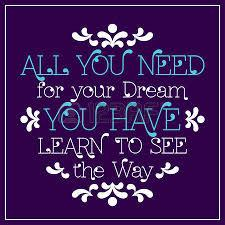 ALL YOU NEED
for your Dream
YOU HAVE
LEARN TO SEE
the Way